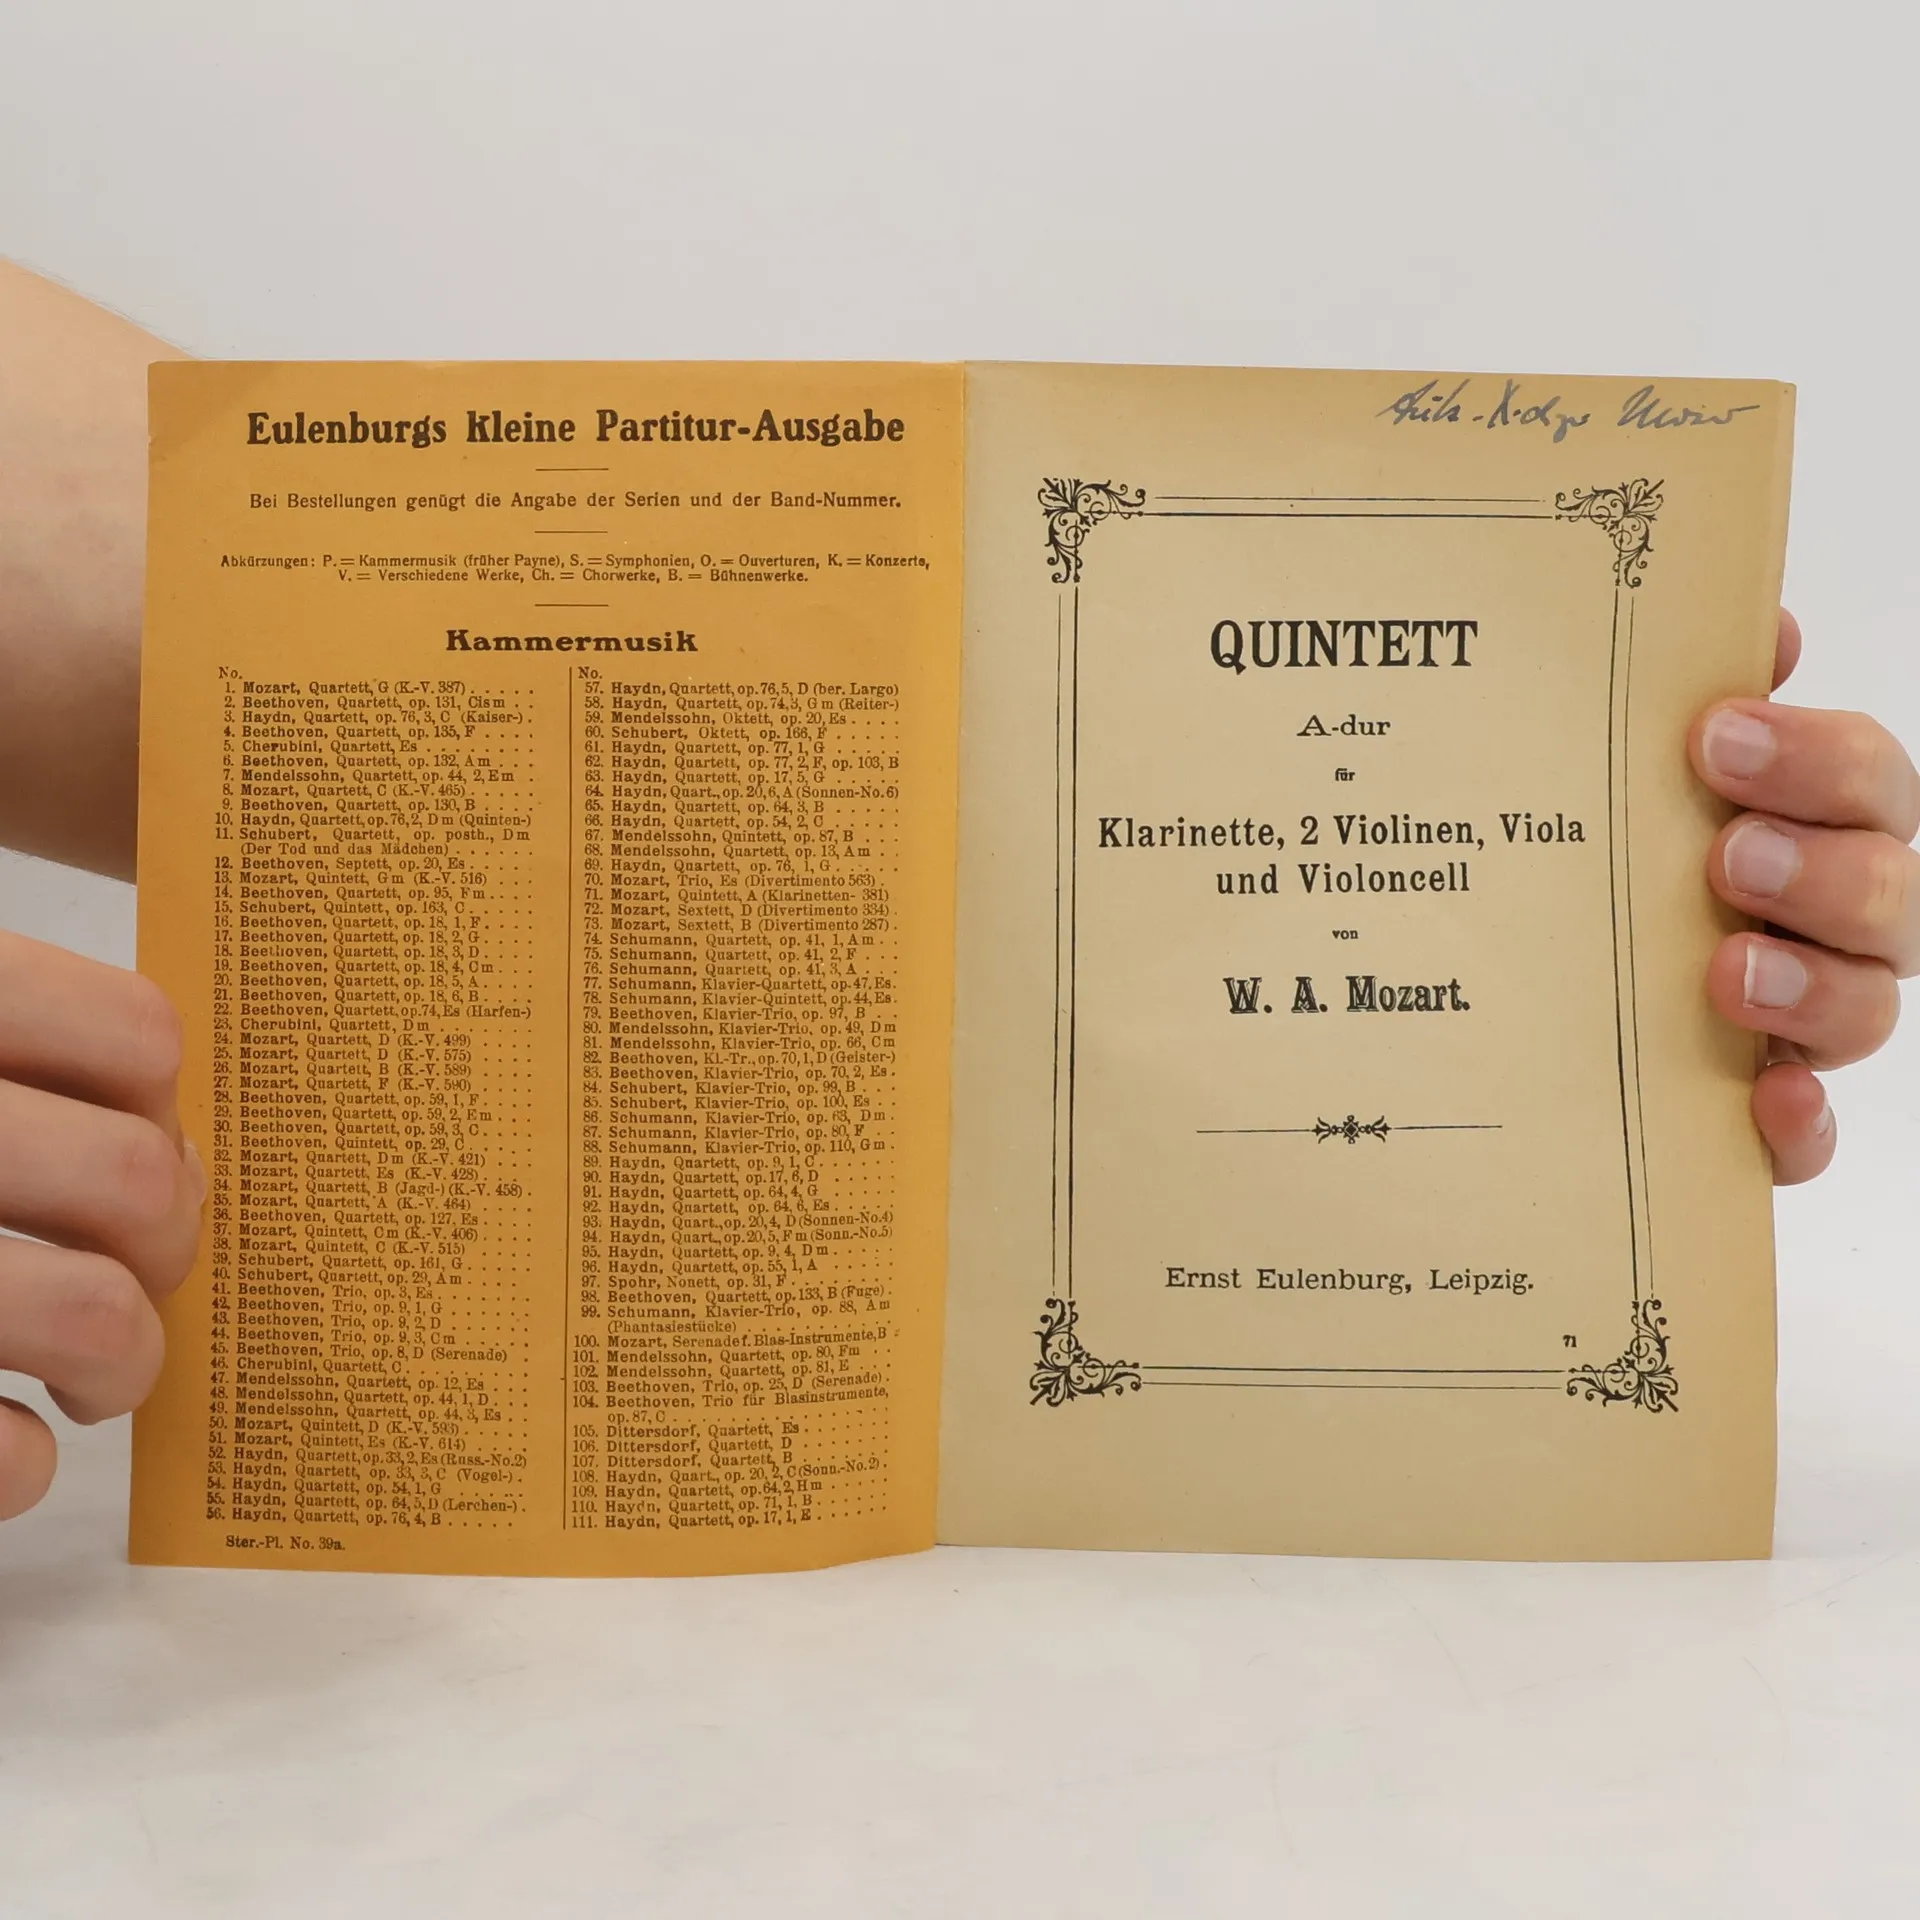 Eulenburgs kleine Partitur-Ausgabe
Bei Bestellungen genügt die Angabe der Serien und der Band-Nummer.
Abkürzungen: P. = Kammermusik (früher Payne), S. = Symphonien, O. = Ouverturen, K. = Konzerte,
V. = Verschiedene Werke, Ch. = Chorwerke, B. = Bühnenwerke.
Kammermusik
No.
1. Mozart, Quartett, G (K.-V. 387) . . . . .
2. Beethoven, Quartett, op. 131, Cism . .
3. Haydn, Quartett, op. 76, 3, C (Kaiser-) .
4. Beethoven, Quartett, op. 135, F . . . .
5. Cherubini, Quartett, Es . . . . . . . .
6. Beethoven, Quartett, op. 132, Am . . .
7. Mendelssohn, Quartett, op. 44, 2, Em .
8. Mozart, Quartett, C (K.-V. 465) . . . . .
9. Beethoven, Quartett, op. 130, B . . . .
10. Haydn, Quartett, op. 76, 2, Dm (Quinten-)
11. Schubert, Quartett, op. posth., Dm
(Der Tod und das Mädchen) . . . . . .
12. Beethoven, Septett, op. 20, Es . . . .
13. Mozart, Quintett, Gm (K.-V. 516) . . .
14. Beethoven, Quartett, op. 95, Fm . . . .
15. Schubert, Quintett, op. 163, C . . . . .
16. Beethoven, Quartett, op. 18, 1, F . . . .
17. Beethoven, Quartett, op. 18, 2, G . . . .
18. Beethoven, Quartett, op. 18, 3, D . . . .
19. Beethoven, Quartett, op. 18, 4, Cm . . .
20. Beethoven, Quartett, op. 18, 5, A . . . .
21. Beethoven, Quartett, op. 18, 6, B . . . .
22. Beethoven, Quartett, op. 74, Es (Harfen-)
23. Cherubini, Quartett, Dm . . . . . . .
24. Mozart, Quartett, D (K.-V. 499) . . . .
25. Mozart, Quartett, D (K.-V. 575) . . . .
26. Mozart, Quartett, B (K.-V. 589) . . . .
27. Mozart, Quartett, F (K.-V. 590) . . . .
28. Beethoven, Quartett, op. 59, 1, F . . . .
29. Beethoven, Quartett, op. 59, 2, Em . . .
30. Beethoven, Quartett, op. 59, 3, C . . . .
31. Beethoven, Quintett, op. 29, C . . . . .
32. Mozart, Quartett, Dm (K.-V. 421) . . .
33. Mozart, Quartett, Es (K.-V. 428) . . . .
34. Mozart, Quartett, B (Jagd-) (K.-V. 458) .
35. Mozart, Quartett, A (K.-V. 464) . . . .
36. Beethoven, Quartett, op. 127. Es . . . .
37. Mozart, Quintett, Cm (K.-V. 406) . . . .
38. Mozart, Quintett, C (K.-V. 515) . . . .
39. Schubert, Quartett, op. 161, G . . . . .
40. Schubert, Quartett, op. 29, Am . . . .
41. Beethoven, Trio, op. 3, Es . . . . . . .
42. Beethoven, Trio, op. 9, 1, G . . . . . .
43. Beethoven, Trio, op. 9, 2, D . . . . . .
44. Beethoven, Trio, op. 9, 3, Cm . . . . .
45. Beethoven, Trio, op. 8, D (Serenade) .
46. Cherubini, Quartett, C . . . . . . . .
47. Mendelssohn, Quartett, op. 12, Es . . .
48. Mendelssohn, Quartett, op. 44, 1, D . . .
49. Mendelssohn, Quartett, op. 44, 3, Es . .
50. Mozart, Quintett, D (K.-V. 593) . . . .
51. Mozart, Quintett, Es (K.-V. 614) . . . .
52. Haydn, Quartett, op. 33, 2, Es (Russ.-No. 2)
53. Haydn, Quartett, op. 33, 3, C (Vogel-) .
54. Haydn, Quartett, op. 54, 1, G . . . . .
55. Haydn, Quartett, op. 64, 5, D (Lerchen-) .
56. Haydn, Quartett, op. 76, 4, B . . . . .
Ster.-Pl. No. 39a.
No.
57. Haydn, Quartett, op. 76, 5, D (ber. Largo)
58. Haydn, Quartett, op. 74, 3, Gm (Reiter-)
59. Mendelssohn, Oktett, op. 20, Es . . . .
60. Schubert, Oktett, op. 166, F . . . . .
61. Haydn, Quartett, op. 77, 1, G . . . . .
62. Haydn, Quartett, op. 77, 2, F, op. 103, B
63. Haydn, Quartett, op. 17, 5, G . . . . .
64. Haydn, Quart., op. 20, 6, A (Sonnen-No. 6)
65. Haydn, Quartett, op. 64, 3, B . . . . .
66. Haydn, Quartett, op. 54, 2, C . . . . .
67. Mendelssohn, Quintett, op. 87, B . . .
68. Mendelssohn, Quartett, op. 13, Am . .
69. Haydn, Quartett, op. 76, 1, G . . . . .
70. Mozart, Trio, Es (Divertimento 563) .
71. Mozart, Quintett, A (Klarinetten- 381)
72. Mozart, Sextett, D (Divertimento 334) .
73. Mozart, Sextett, B (Divertimento 287) .
74. Schumann, Quartett, op. 41, 1, Am . .
75. Schumann, Quartett, op. 41, 2, F . . .
76. Schumann, Quartett, op. 41, 3, A . . .
77. Schumann, Klavier-Quartett, op. 47, Es.
78. Schumann, Klavier-Quintett, op. 44, Es.
79. Beethoven, Klavier-Trio, op. 97, B . .
80. Mendelssohn, Klavier-Trio, op. 49, Dm
81. Mendelssohn, Klavier-Trio, op. 66, Cm
82. Beethoven, Kl.-Tr., op. 70, 1, D (Geister-)
83. Beethoven, Klavier-Trio, op. 70, 2, Es .
84. Schubert, Klavier-Trio, op. 99, B . . .
85. Schubert, Klavier-Trio, op. 100, Es . .
86. Schumann, Klavier-Trio, op. 63, Dm .
87. Schumann, Klavier-Trio, op. 80, F . .
88. Schumann, Klavier-Trio, op. 110, Gm .
89. Haydn, Quartett, op. 9, 1, C . . . . . .
90. Haydn, Quartett, op. 17, 6, D . . . . .
91. Haydn, Quartett, op. 64, 4, G . . . . .
92. Haydn, Quartett, op. 64, 6, Es . . . . .
93. Haydn, Quart., op. 20, 4, D (Sonnen-No. 4)
94. Haydn, Quart., op. 20, 5, Fm (Sonn.-No. 5)
95. Haydn, Quartett, op. 9, 4, Dm . . . . .
96. Haydn, Quartett, op. 55, 1, A . . . . .
97. Spohr, Nonett, op. 31, F . . . . . . . .
98. Beethoven, Quartett, op. 133, B (Fuge) .
99. Schumann, Klavier-Trio, op. 88, Am
(Phantasiestücke) . . . . . . . . . .
100. Mozart, Serenade f. Blas-Instrumente, B
101. Mendelssohn, Quartett, op. 80, Fm . .
102. Mendelssohn, Quartett, op. 81, E . . .
103. Beethoven, Trio, op. 25, D (Serenade) .
104. Beethoven, Trio für Blasinstrumente,
op. 87, C . . . . . . . . . . . . . .
105. Dittersdorf, Quartett, Es . . . . . . .
106. Dittersdorf, Quartett, D . . . . . . .
107. Dittersdorf, Quartett, B . . . . . . .
108. Haydn, Quart., op. 20, 2, C (Sonn.-No. 2) .
109. Haydn, Quartett, op. 64, 2, Hm . . . . .
110. Haydn, Quartett, op. 71, 1, B . . . . .
111. Haydn, Quartett, op. 17, 1, E . . . . .
QUINTETT
A-dur
für
Klarinette, 2 Violinen, Viola
und Violoncell
von
W. A. Mozart.
Ernst Eulenburg, Leipzig.
71